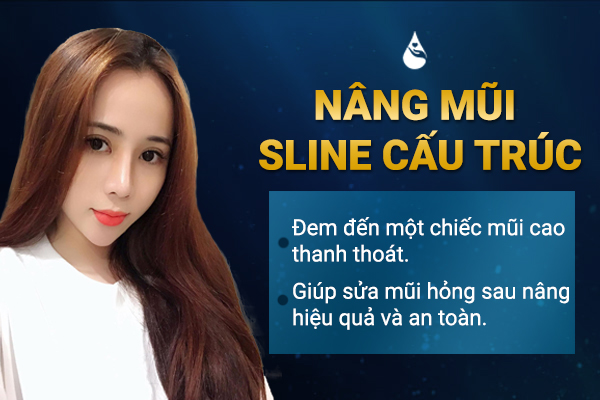 NÂNG MŨI
SLINE CẤU TRÚC
Đem đến một chiếc mũi cao
thanh thoát.
Giúp sửa mũi hỏng sau nâng
hiệu quả và an toàn.